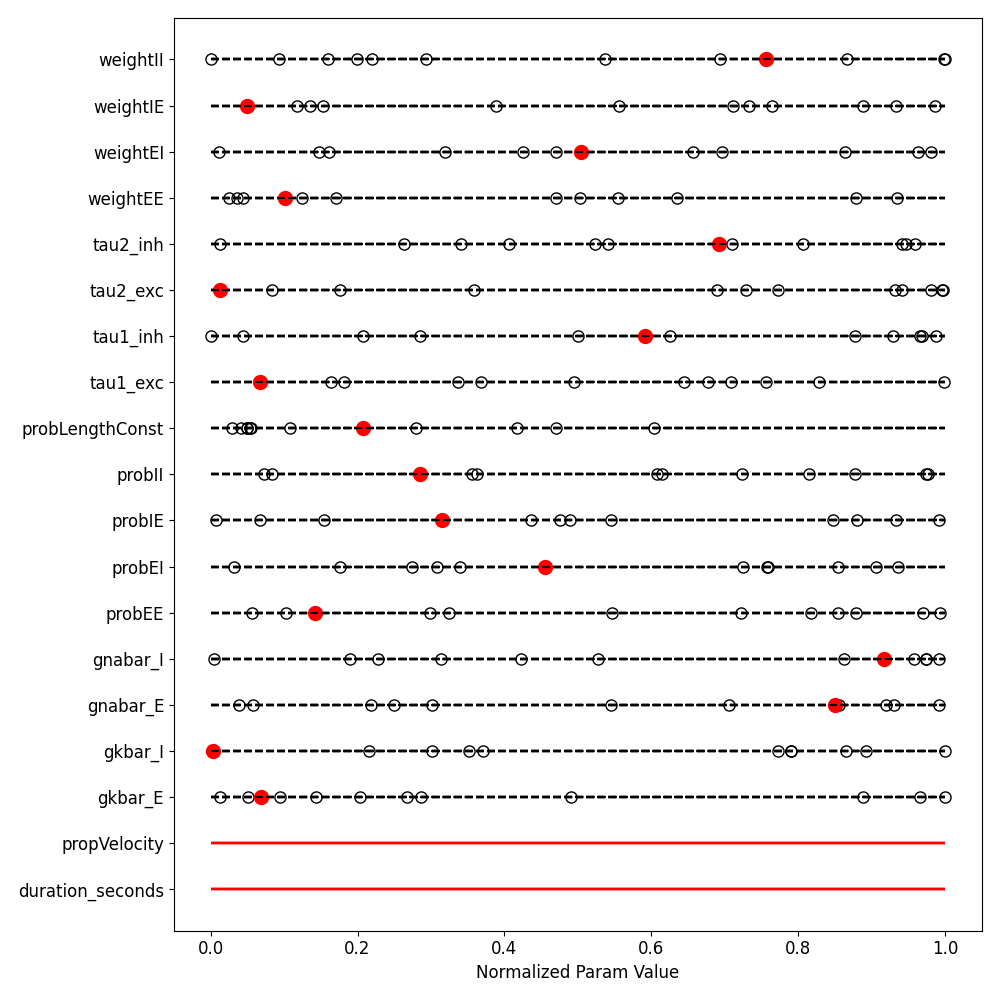 weightII
weightIE
weightEI
weightEE
tau2_inh
tau2_exc
tau1_inh
tau1_exc
probLengthConst
probII
probIE
probEI
probEE
gnabar_I
gnabar_E
gkbar_I
gkbar_E
propVelocity
duration_seconds
0.0 0.2 0.4 0.6 0.8 1.0
Normalized Param Value